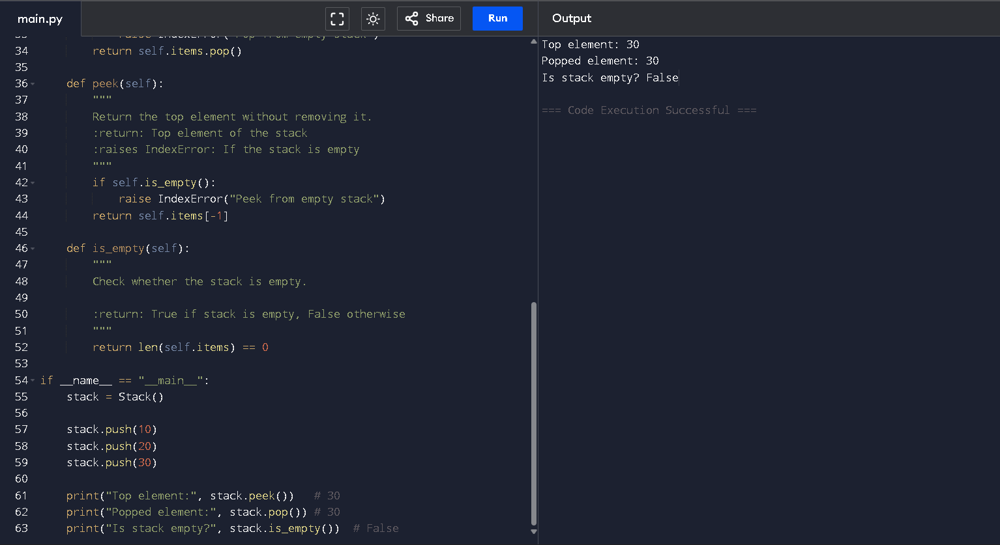 main.py
Share
Run
Output
34 return self.items.pop()
35
36 def peek(self):
37 """
38 Return the top element without removing it.
39 :return: Top element of the stack
40 :raises IndexError: If the stack is empty
41 """
42 if self.is_empty():
43 raise IndexError("Peek from empty stack")
44 return self.items[-1]
45
46 def is_empty(self):
47 """
48 Check whether the stack is empty.
49
50 :return: True if stack is empty, False otherwise
51 """
52 return len(self.items) == 0
53
54 if __name__ == "__main__":
55 stack = Stack()
56
57 stack.push(10)
58 stack.push(20)
59 stack.push(30)
60
61 print("Top element:", stack.peek())   # 30
62 print("Popped element:", stack.pop()) # 30
63 print("Is stack empty?", stack.is_empty())  # False
Top element: 30
Popped element: 30
Is stack empty? False
=== Code Execution Successful ===